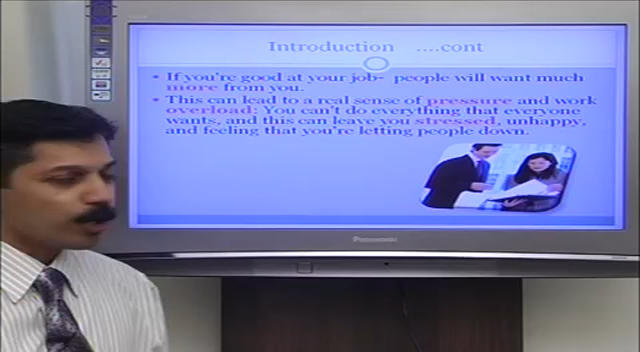 Introduction ....cont
If you're good at your job- people will want much
more from you.
This can lead to a real sense of pressure and work
overload: You can't do everything that everyone
wants, and this can leave you stressed, unhappy,
and feeling that you're letting people down.
Panasonic